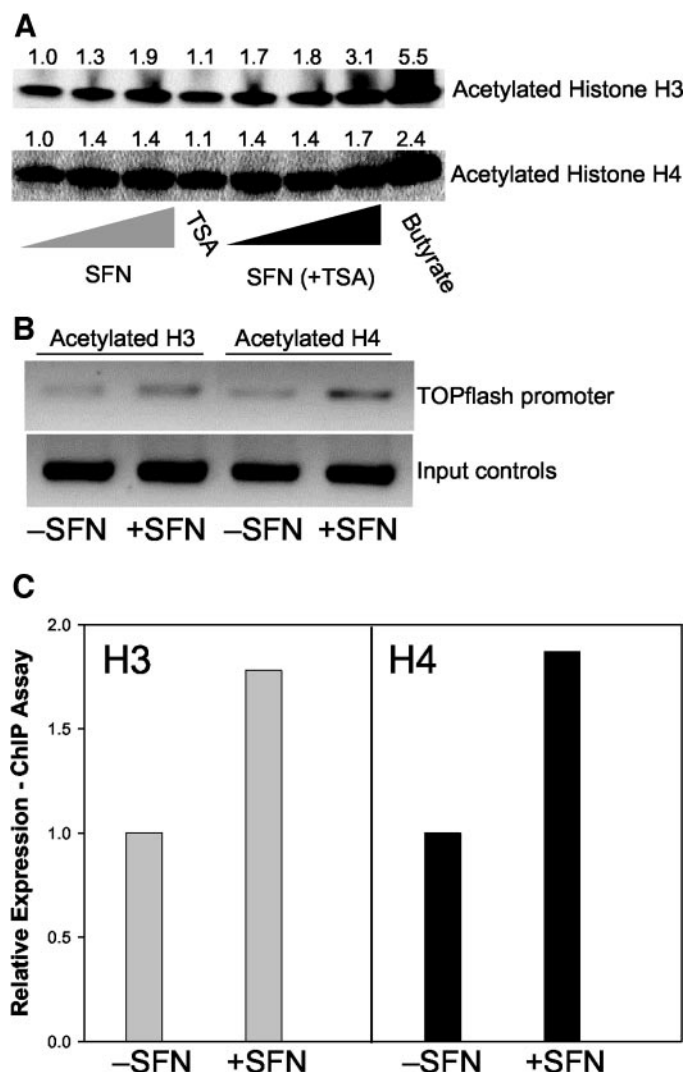 A
1.0 1.3 1.9 1.1 1.7 1.8 3.1 5.5
Acetylated Histone H3
1.0 1.4 1.4 1.1 1.4 1.4 1.7 2.4
Acetylated Histone H4
SFN
TSA
SFN (+TSA)
Butyrate
B
Acetylated H3 Acetylated H4
TOPflash promoter
Input controls
–SFN +SFN –SFN +SFN
C
Relative Expression - ChIP Assay
2.0
1.5
1.0
0.5
0.0
H3
H4
–SFN +SFN –SFN +SFN